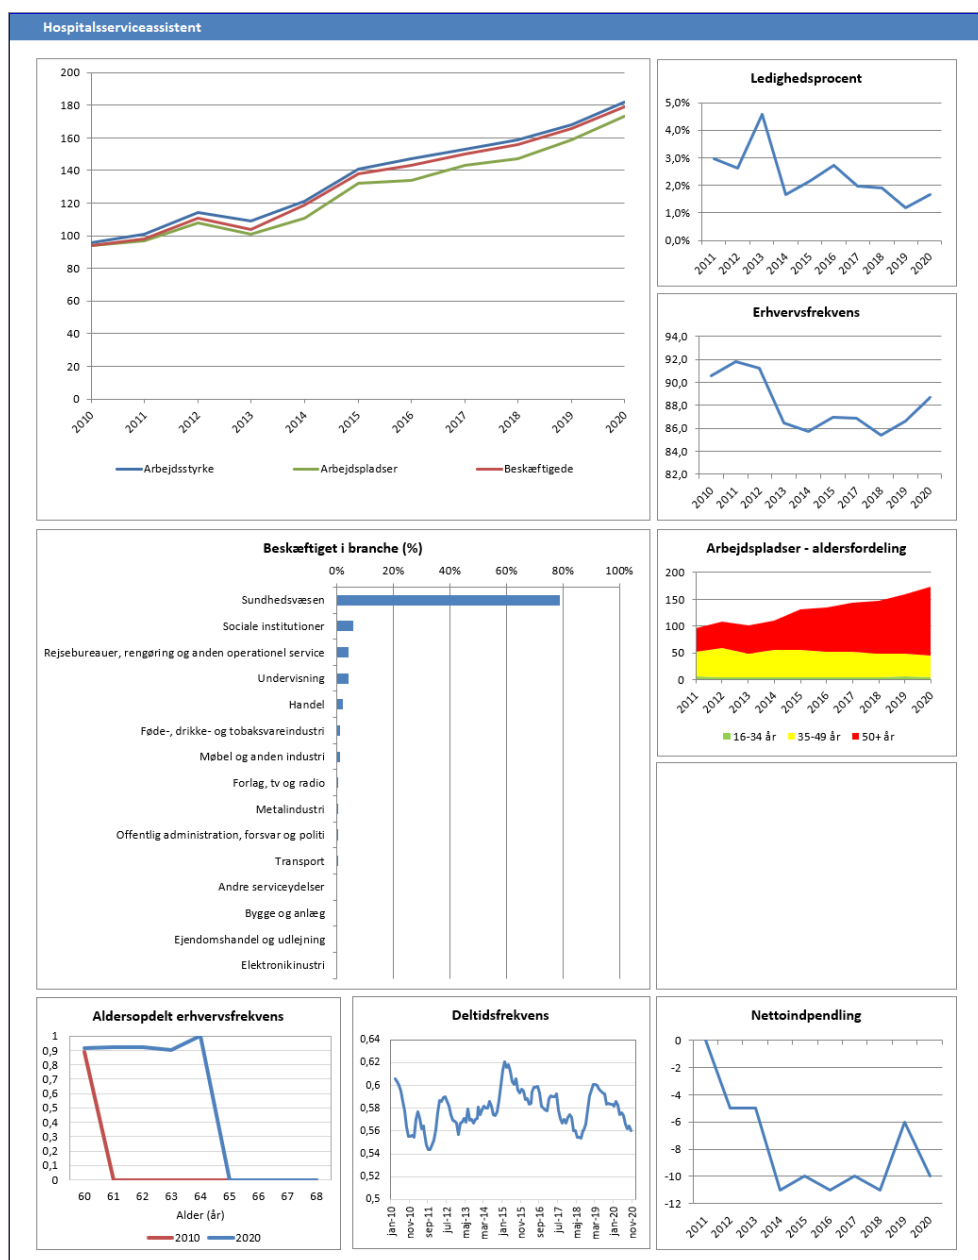 Hospitalsserviceassistent
200
180
160
140
120
100
80
60
40
20
0
2010
2011
2012
2013
2014
2015
2016
2017
2018
2019
2020
Arbejdsstyrke
Arbejdspladser
Beskæftigede
Ledighedsprocent
5,0%
4,0%
3,0%
2,0%
1,0%
0,0%
2011
2012
2013
2014
2015
2016
2017
2018
2019
2020
Erhvervsfrekvens
94,0
92,0
90,0
88,0
86,0
84,0
82,0
2010
2011
2012
2013
2014
2015
2016
2017
2018
2019
2020
Beskæftiget i branche (%)
0% 20% 40% 60% 80% 100%
Sundhedsvæsen
Sociale institutioner
Rejsebureauer, rengøring og anden operationel service
Undervisning
Handel
Føde-, drikke- og tobaksvareindustri
Møbel og anden industri
Forlag, tv og radio
Metalindustri
Offentlig administration, forsvar og politi
Transport
Andre serviceydelser
Bygge og anlæg
Ejendomshandel og udlejning
Elektronikinustri
Arbejdspladser - aldersfordeling
200
150
100
50
0
2011
2012
2013
2014
2015
2016
2017
2018
2019
2020
16-34 år 35-49 år 50+ år
Aldersopdelt erhvervsfrekvens
1
0,9
0,8
0,7
0,6
0,5
0,4
0,3
0,2
0,1
0
60 61 62 63 64 65 66 67 68
Alder (år)
2010 2020
Deltidsfrekvens
0,64
0,62
0,6
0,58
0,56
0,54
0,52
0,5
jan-10
nov-10
sep-11
jul-12
maj-13
mar-14
jan-15
nov-15
sep-16
jul-17
maj-18
mar-19
jan-20
nov-20
Nettoindpendling
0
-2
-4
-6
-8
-10
-12
2011
2012
2013
2014
2015
2016
2017
2018
2019
2020